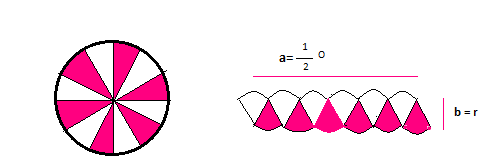 a= 1/2 O
b = r